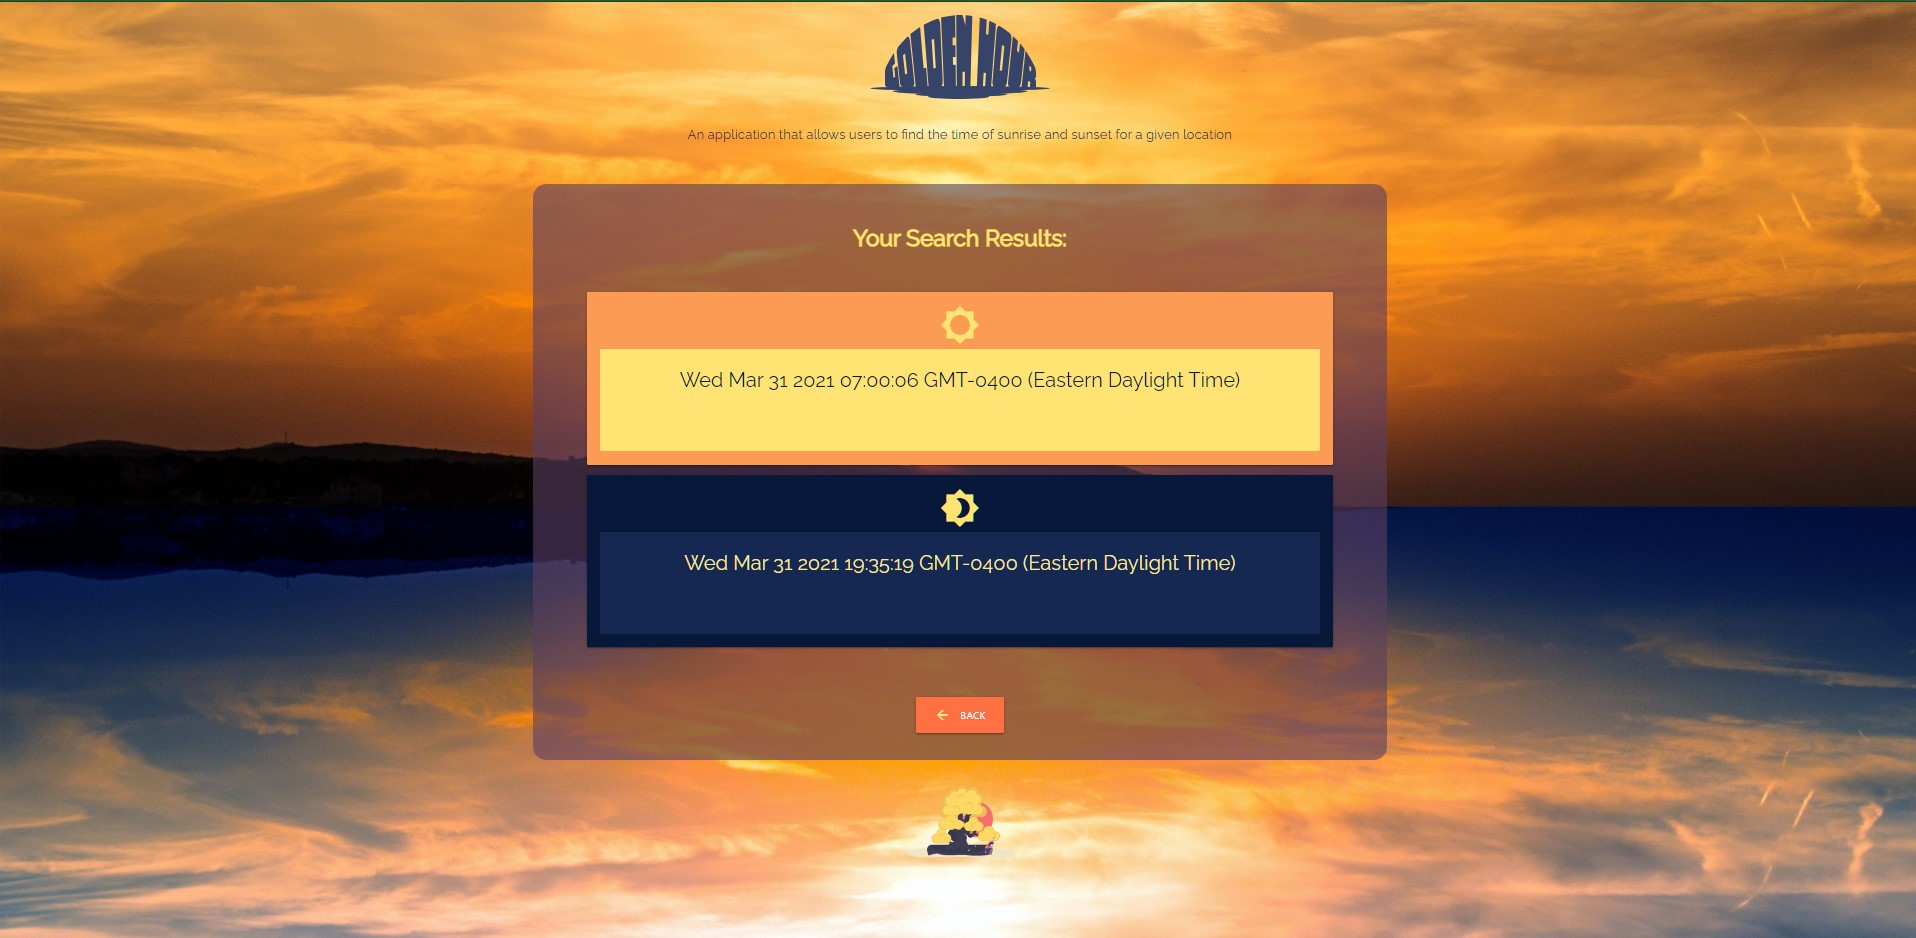 GOLDEN HOUR
An application that allows users to find the time of sunrise and sunset for a given location
Your Search Results:
Wed Mar 31 2021 07:00:06 GMT-0400 (Eastern Daylight Time)
Wed Mar 31 2021 19:35:19 GMT-0400 (Eastern Daylight Time)
BACK